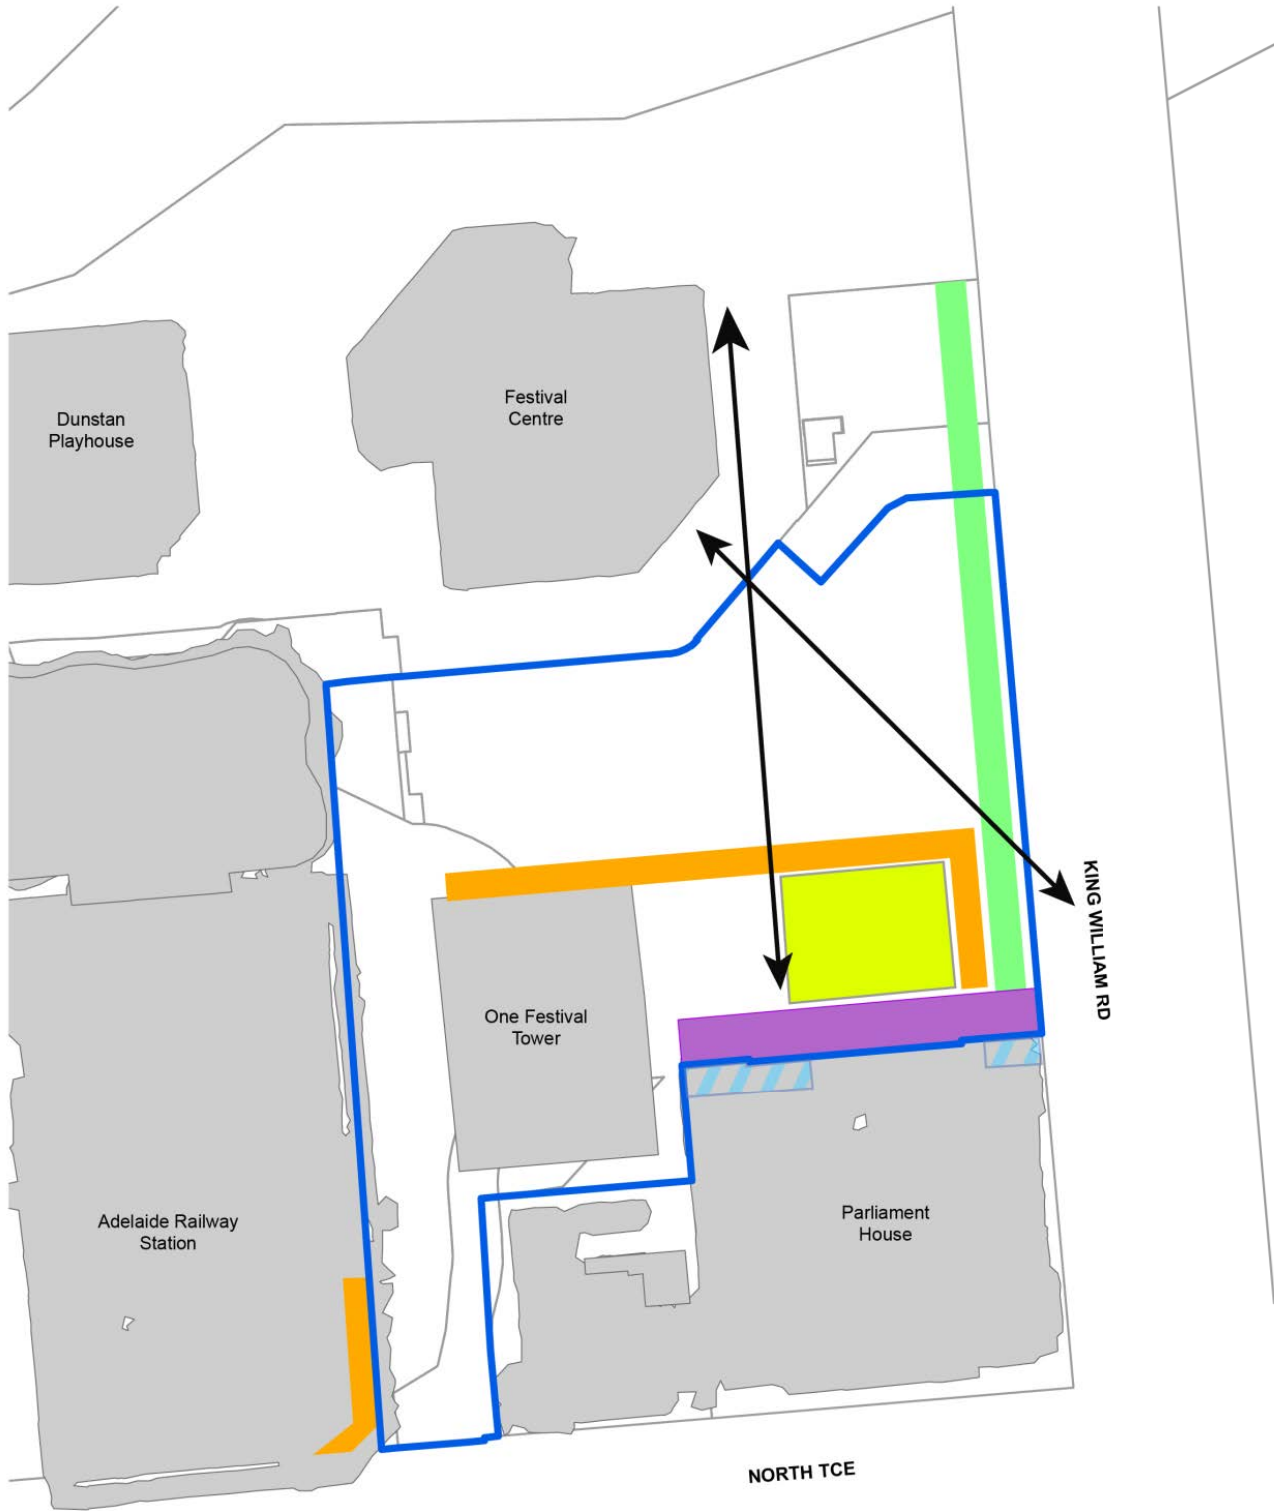 Festival
Centre
Dunstan
Playhouse
KING WILLIAM RD
One Festival
Tower
Adelaide Railway
Station
Parliament
House
NORTH TCE